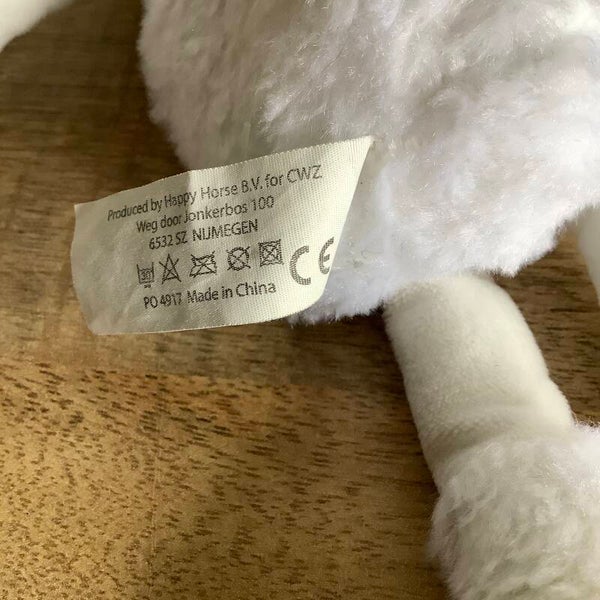 Produced by Happy Horse B.V. for CWZ
Weg door Jonkerbos 100
6532 SZ NIJMEGEN
30 CE
PO 4917 Made in China